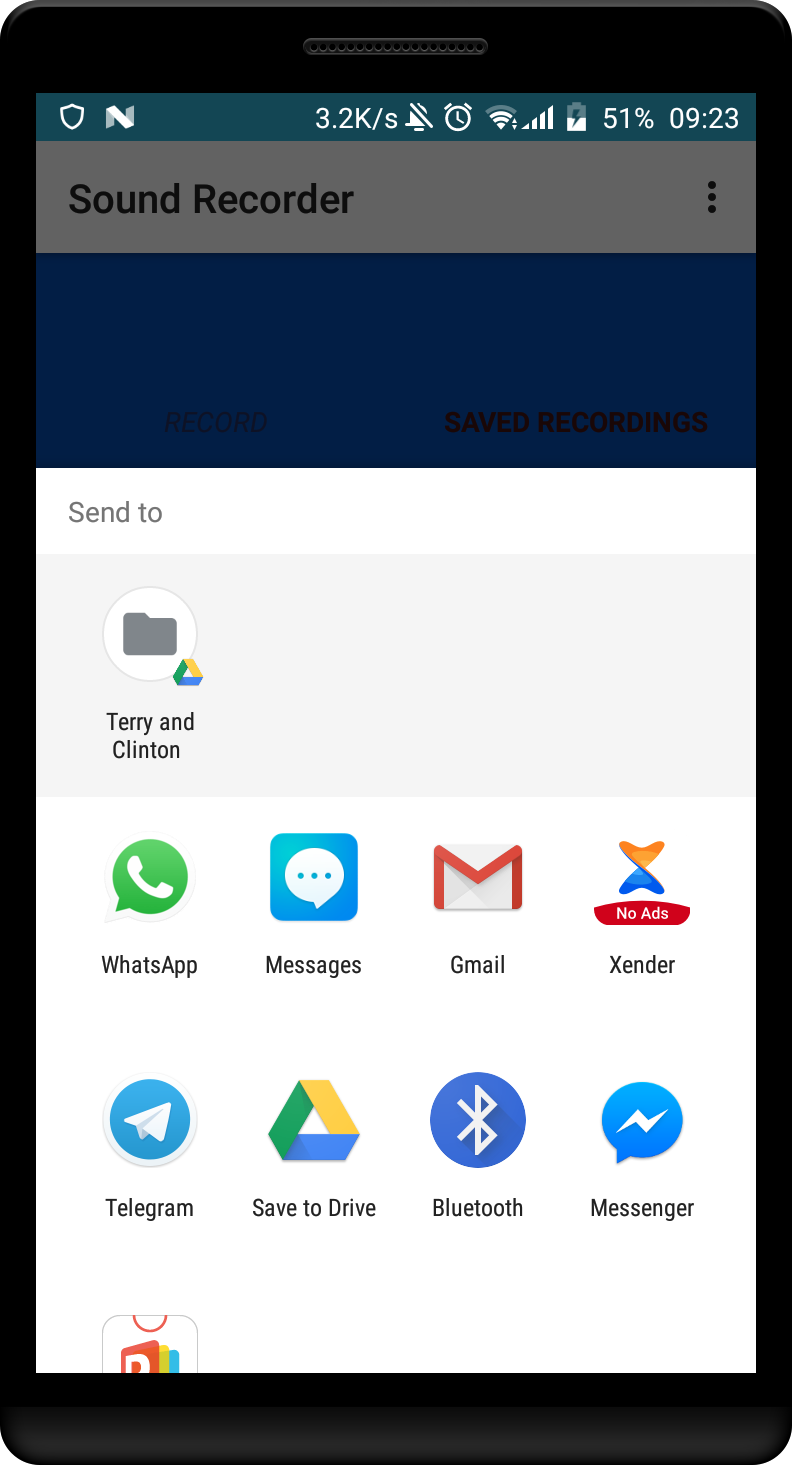 3.2K/s 51% 09:23
Sound Recorder
RECORD SAVED RECORDINGS
Send to
Terry and
Clinton
No Ads
WhatsApp Messages Gmail Xender
Telegram Save to Drive Bluetooth Messenger